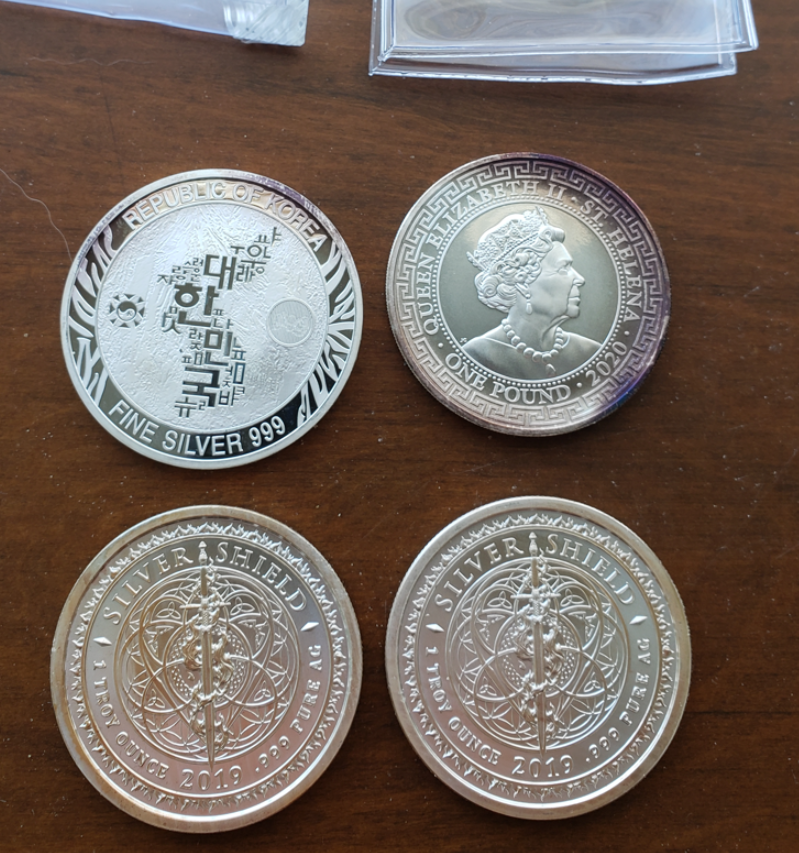 REPUBLIC OF KOREA
대
한
민
국
FINE SILVER 999
QUEEN ELIZABETH II · ST. HELENA
· ONE POUND · 2020 ·
SILVER SHIELD
1 TROY OUNCE 2019 .999 PURE AG
SILVER SHIELD
1 TROY OUNCE 2019 .999 PURE AG